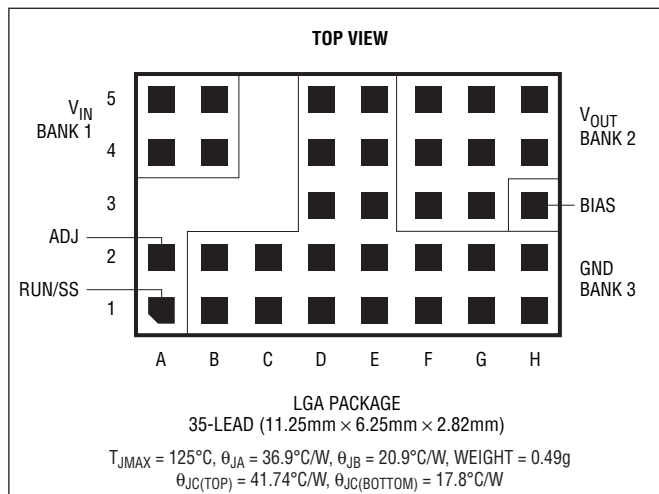 TOP VIEW
V_IN
BANK 1
5
4
3
2
1
ADJ
RUN/SS
V_OUT
BANK 2
BIAS
GND
BANK 3
A B C D E F G H
LGA PACKAGE
35-LEAD (11.25mm × 6.25mm × 2.82mm)
T_JMAX = 125°C, θ_JA = 36.9°C/W, θ_JB = 20.9°C/W, WEIGHT = 0.49g
θ_JC(TOP) = 41.74°C/W, θ_JC(BOTTOM) = 17.8°C/W